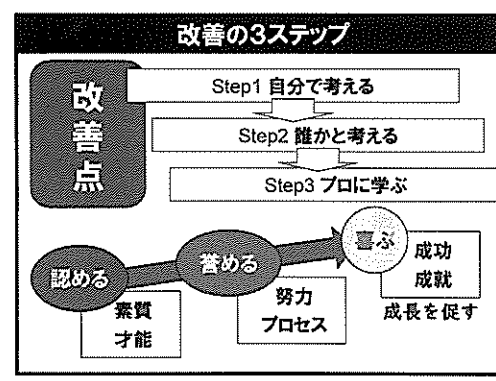 改善の3ステップ
改善点
Step1 自分で考える
Step2 誰かと考える
Step3 プロに学ぶ
認める
素質
才能
誉める
努力
プロセス
喜ぶ
成功
成就
成長を促す